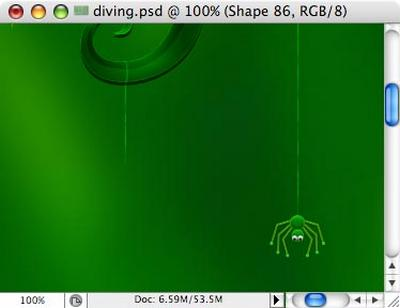 diving.psd @ 100% (Shape 86, RGB/8)
100% Doc: 6.59M/53.5M